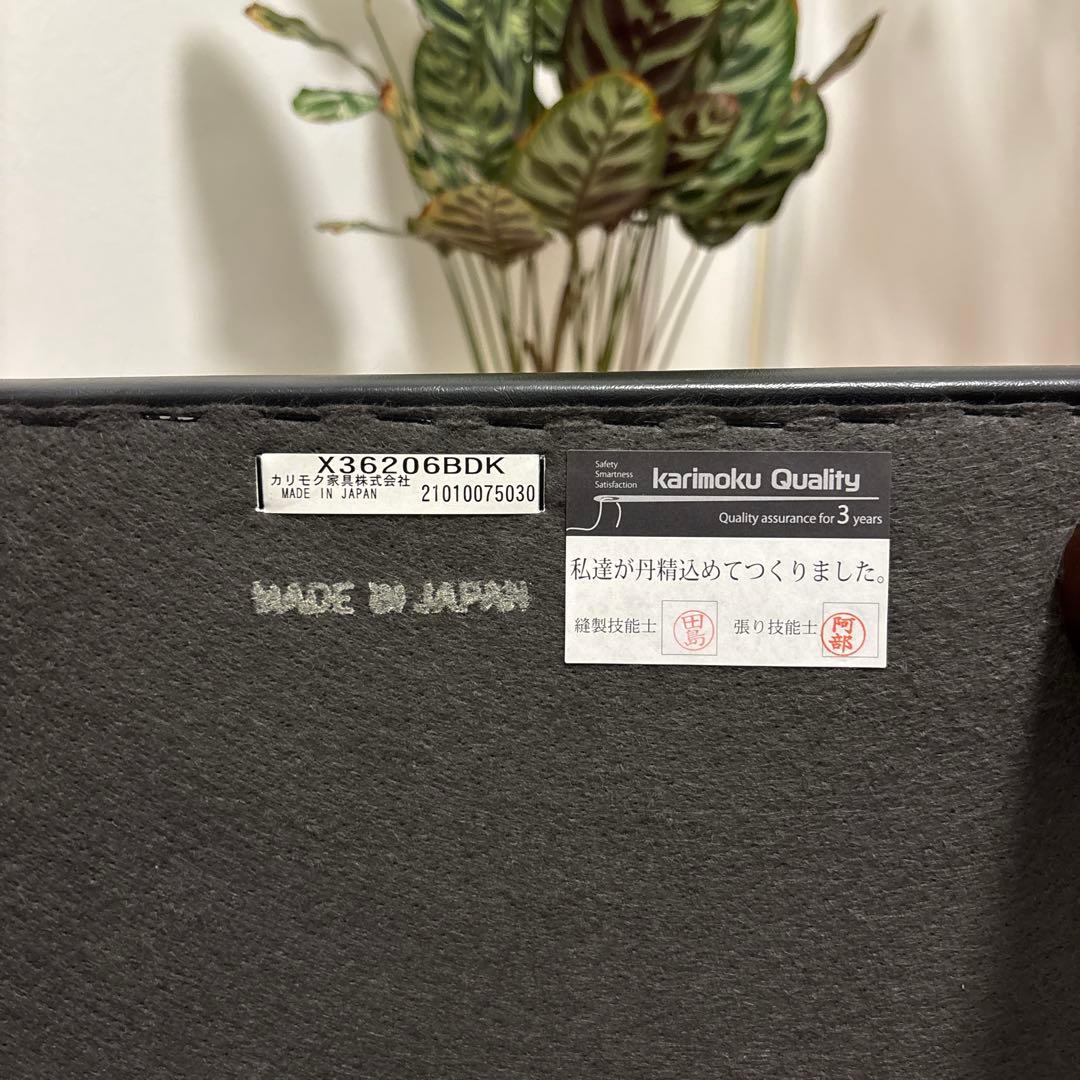 X36206BDK
カリモク家具株式会社
MADE IN JAPAN 21010075030
MADE IN JAPAN
Safety
Smartness
Satisfaction
karimoku Quality
Quality assurance for 3 years
私達が丹精込めてつくりました。
縫製技能士 田島 張り技能士 阿部